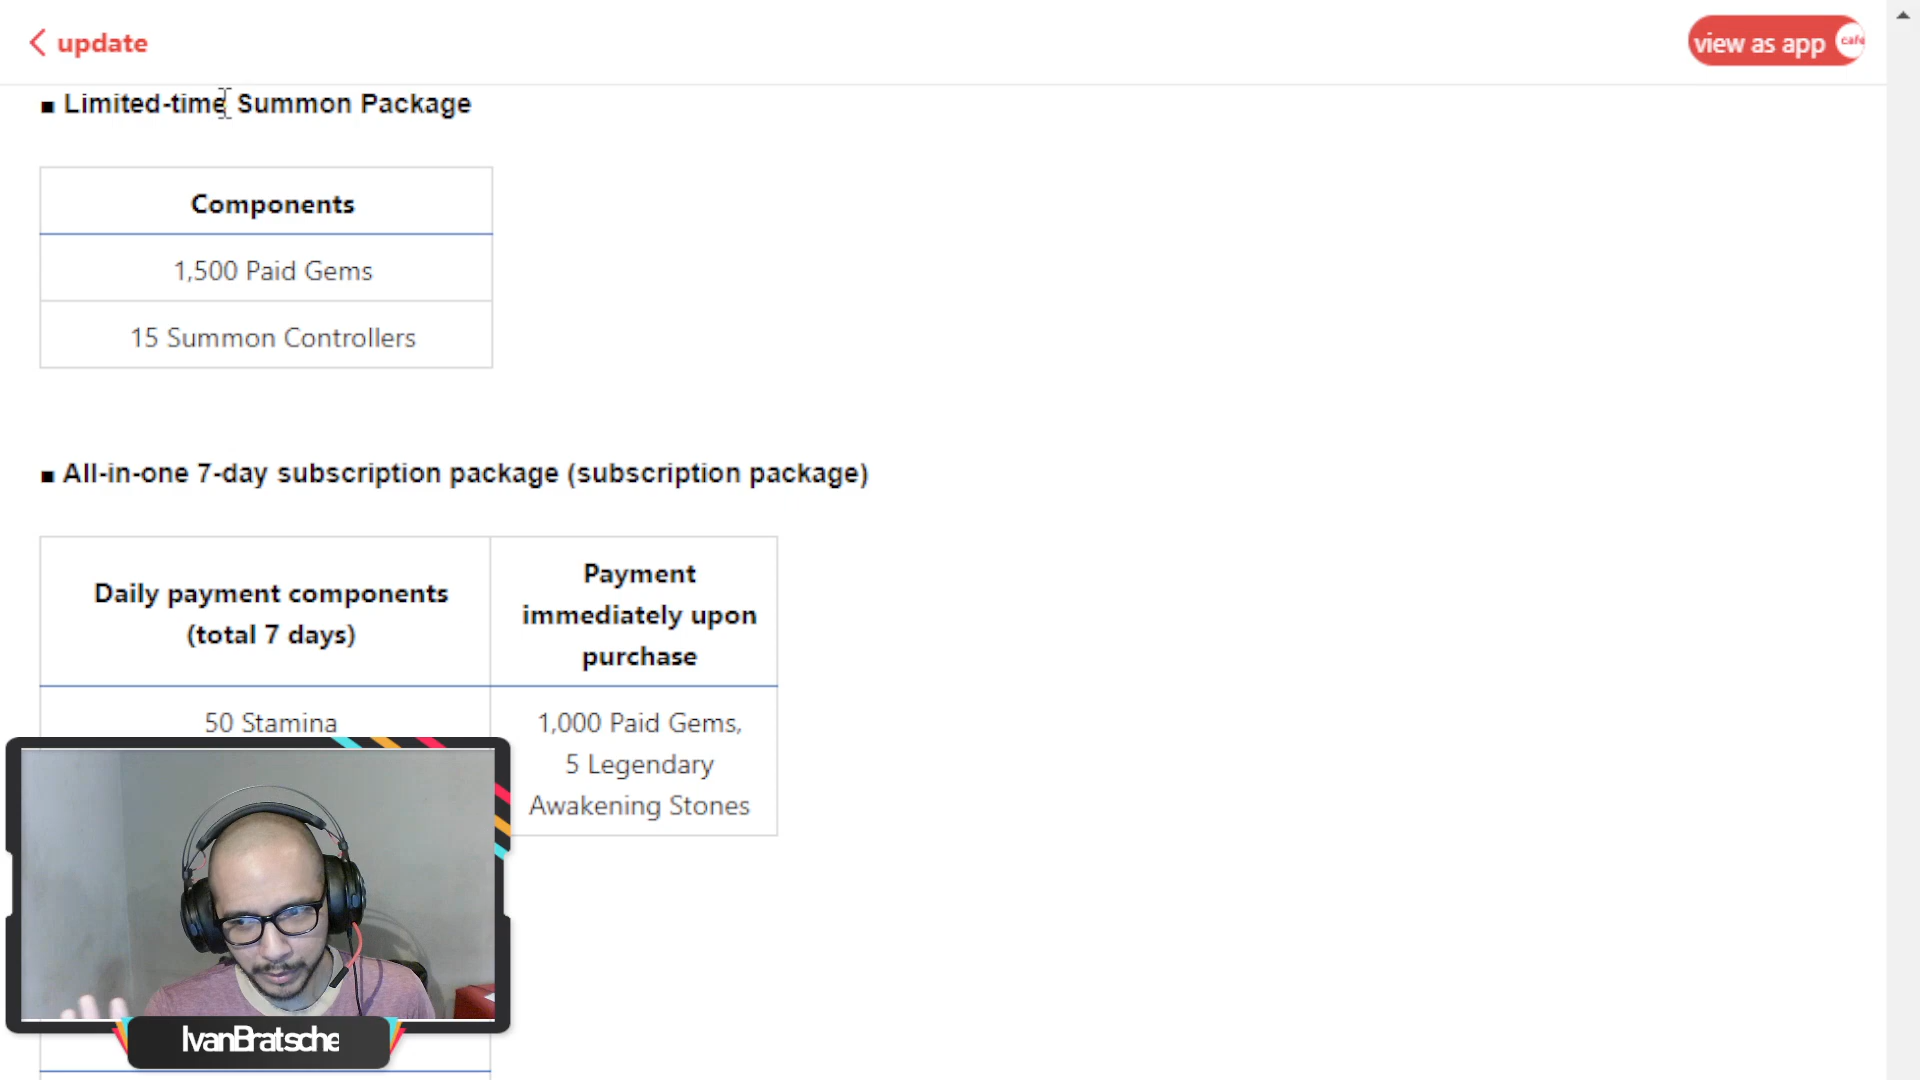 update
view as app
cafe
■ Limited-time Summon Package
Components
1,500 Paid Gems
15 Summon Controllers
■ All-in-one 7-day subscription package (subscription package)
Daily payment components
(total 7 days)
Payment
immediately upon
purchase
50 Stamina
1,000 Paid Gems,
5 Legendary
Awakening Stones
IvanBratsche